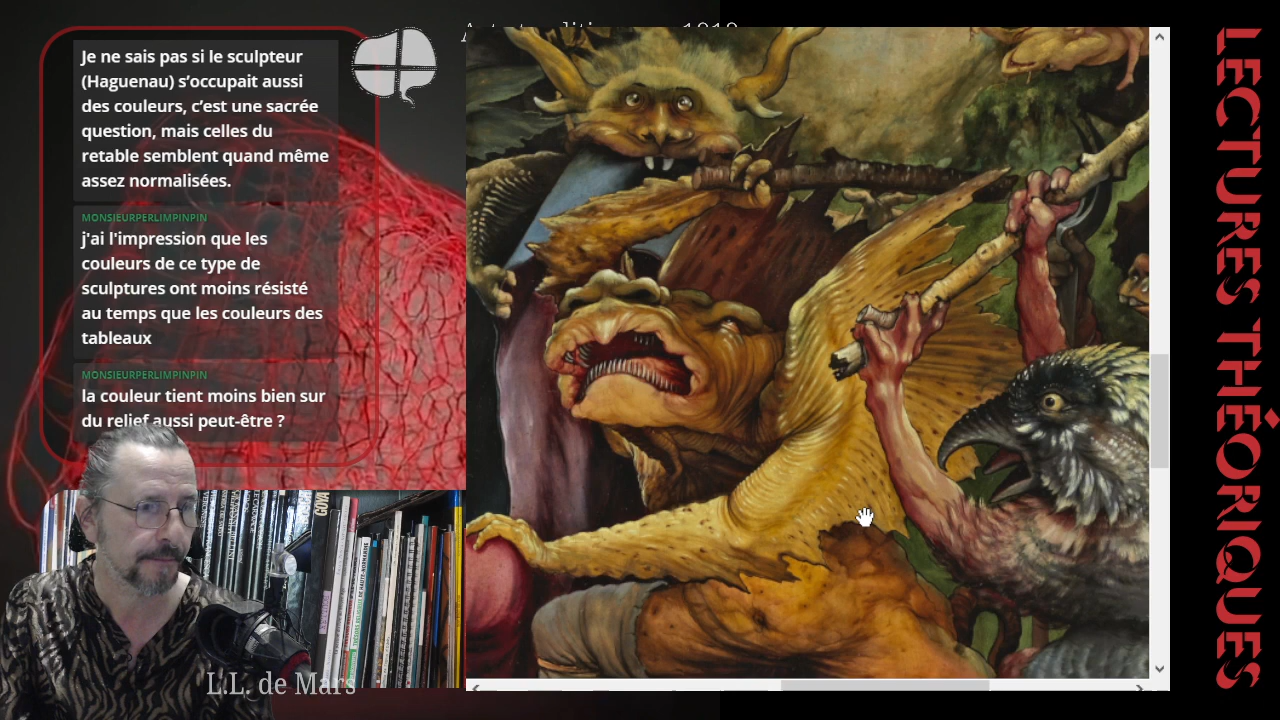 Je ne sais pas si le sculpteur
(Haguenau) s’occupait aussi
des couleurs, c’est une sacrée
question, mais celles du
retable semblent quand même
assez normalisées.
MONSIEURPERLIMPINPIN
j'ai l'impression que les
couleurs de ce type de
sculptures ont moins résisté
au temps que les couleurs des
tableaux
MONSIEURPERLIMPINPIN
la couleur tient moins bien sur
du relief aussi peut-être ?
GOYA
L.L. de Mars
LECTURES THÉORIQUES